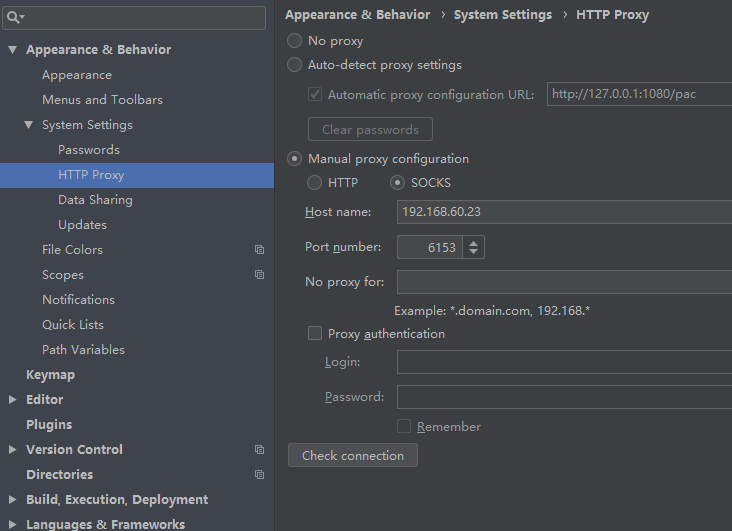 Appearance & Behavior
Appearance
Menus and Toolbars
System Settings
Passwords
HTTP Proxy
Data Sharing
Updates
File Colors
Scopes
Notifications
Quick Lists
Path Variables
Keymap
Editor
Plugins
Version Control
Directories
Build, Execution, Deployment
Languages & Frameworks
Appearance & Behavior › System Settings › HTTP Proxy
No proxy
Auto-detect proxy settings
Automatic proxy configuration URL: http://127.0.0.1:1080/pac
Clear passwords
Manual proxy configuration
HTTP SOCKS
Host name: 192.168.60.23
Port number: 6153
No proxy for:
Example: *.domain.com, 192.168.*
Proxy authentication
Login:
Password:
Remember
Check connection